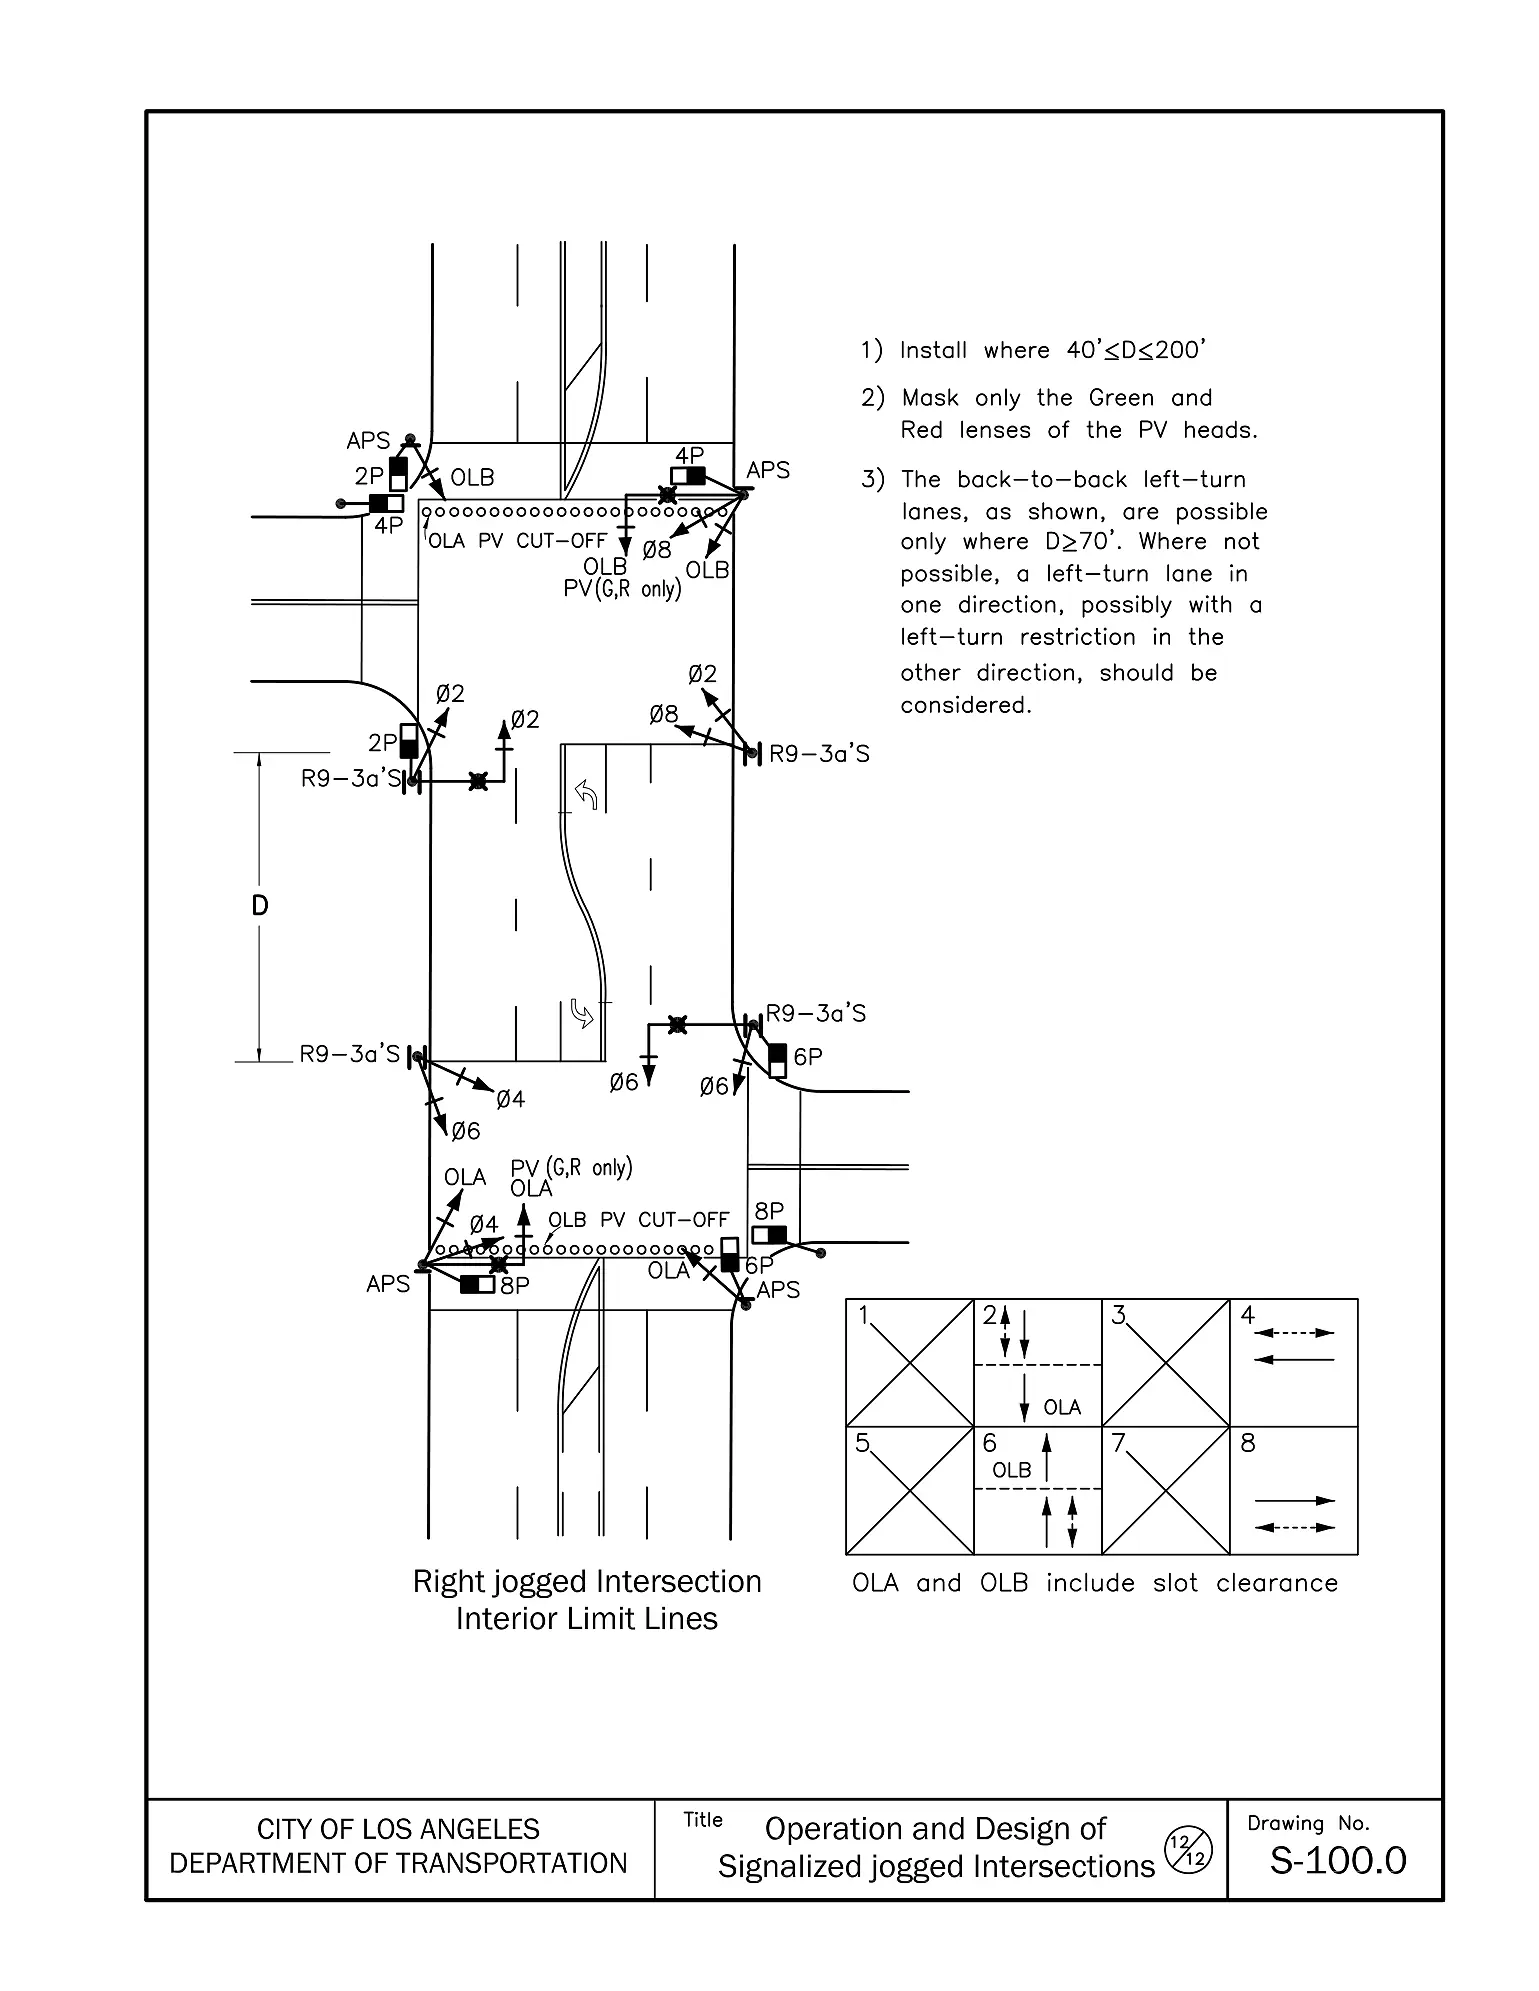 1) Install where 40'≤D≤200'
2) Mask only the Green and
Red lenses of the PV heads.
3) The back-to-back left-turn
lanes, as shown, are possible
only where D≥70'. Where not
possible, a left-turn lane in
one direction, possibly with a
left-turn restriction in the
other direction, should be
considered.
APS
2P
OLB
4P
4P
APS
OLA PV CUT-OFF
Ø8
OLB
PV(G,R only)
OLB
Ø2
Ø2
2P
R9-3a'S
Ø2
Ø8
R9-3a'S
D
R9-3a'S
Ø4
Ø6
R9-3a'S
6P
Ø6
Ø6
OLA
PV(G,R only)
OLA
Ø4
OLB PV CUT-OFF
8P
APS
8P
OLA
6P
APS
1
2
OLA
3
4
5
6
OLB
7
8
OLA and OLB include slot clearance
Right jogged Intersection
Interior Limit Lines
CITY OF LOS ANGELES
DEPARTMENT OF TRANSPORTATION
Title
Operation and Design of
Signalized jogged Intersections
12/12
Drawing No.
S-100.0